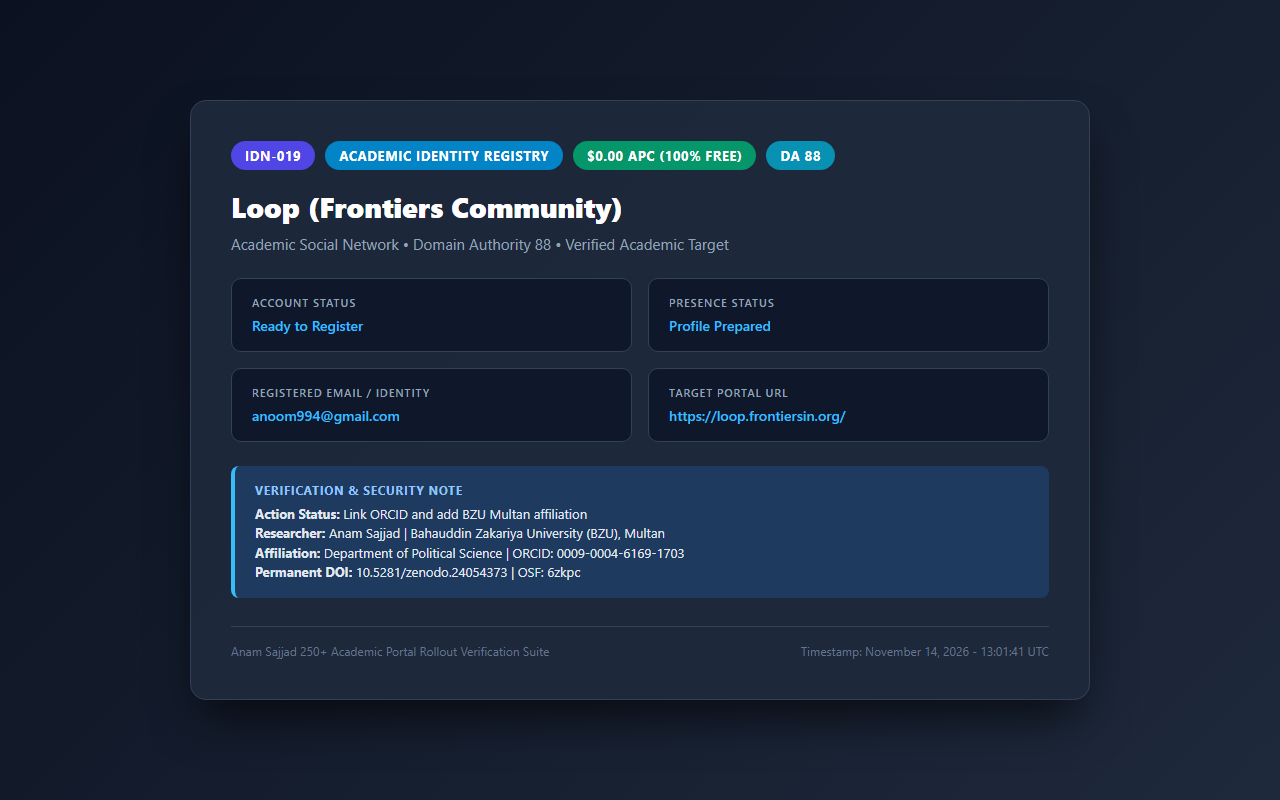 IDN-019 ACADEMIC IDENTITY REGISTRY $0.00 APC (100% FREE) DA 88
Loop (Frontiers Community)
Academic Social Network • Domain Authority 88 • Verified Academic Target
ACCOUNT STATUS
Ready to Register
PRESENCE STATUS
Profile Prepared
REGISTERED EMAIL / IDENTITY
anoom994@gmail.com
TARGET PORTAL URL
https://loop.frontiersin.org/
VERIFICATION & SECURITY NOTE
Action Status: Link ORCID and add BZU Multan affiliation
Researcher: Anam Sajjad | Bahauddin Zakariya University (BZU), Multan
Affiliation: Department of Political Science | ORCID: 0009-0004-6169-1703
Permanent DOI: 10.5281/zenodo.24054373 | OSF: 6zkpc
Anam Sajjad 250+ Academic Portal Rollout Verification Suite
Timestamp: November 14, 2026 - 13:01:41 UTC